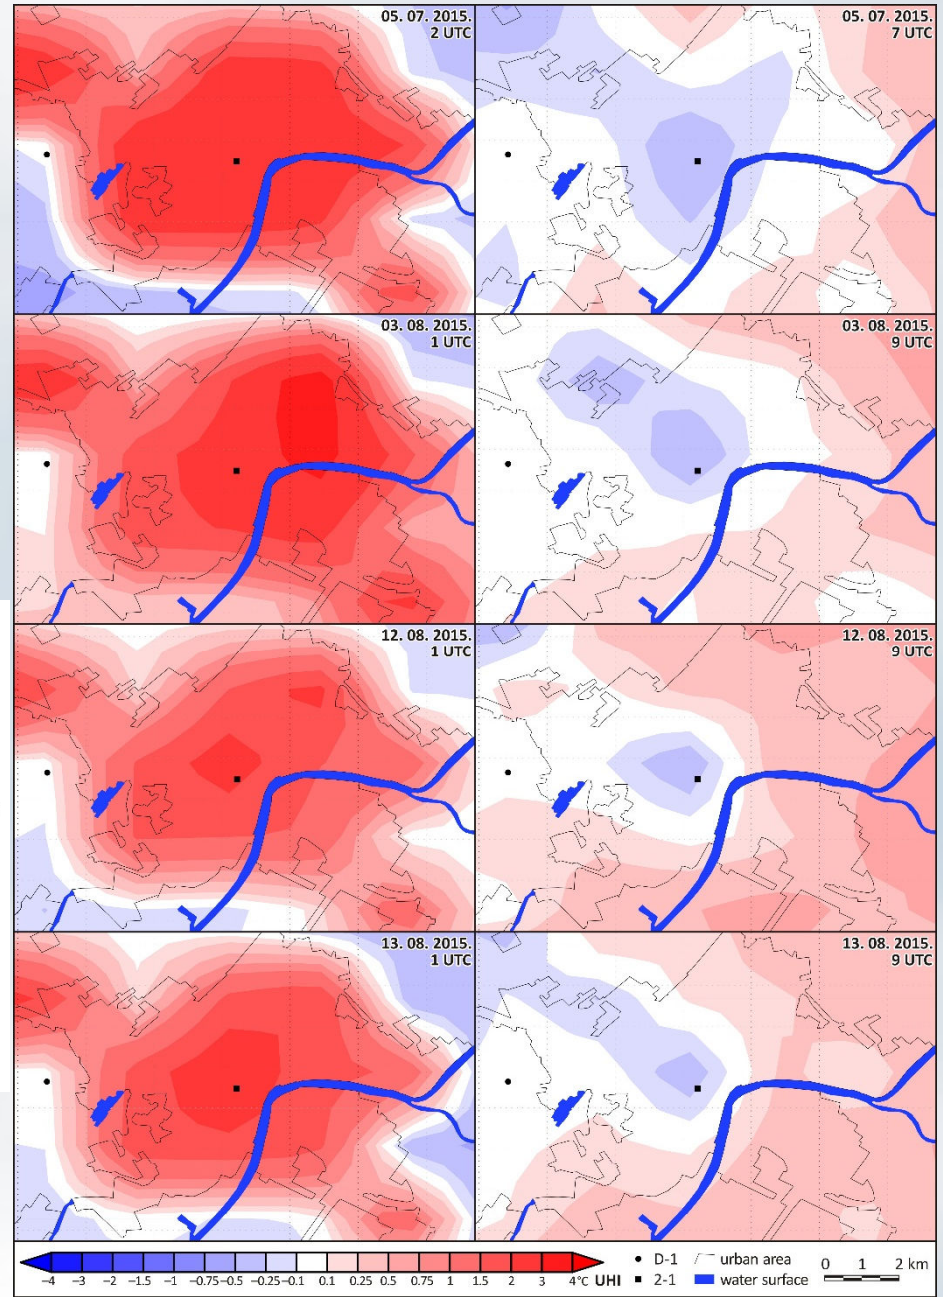 05. 07. 2015.
2 UTC
05. 07. 2015.
7 UTC
03. 08. 2015.
1 UTC
03. 08. 2015.
9 UTC
12. 08. 2015.
1 UTC
12. 08. 2015.
9 UTC
13. 08. 2015.
1 UTC
13. 08. 2015.
9 UTC
−4 −3 −2 −1.5 −1 −0.75 −0.5 −0.25 −0.1 0.1 0.25 0.5 0.75 1 1.5 2 3 4°C UHI
D-1 urban area 0 1 2 km
2-1 water surface